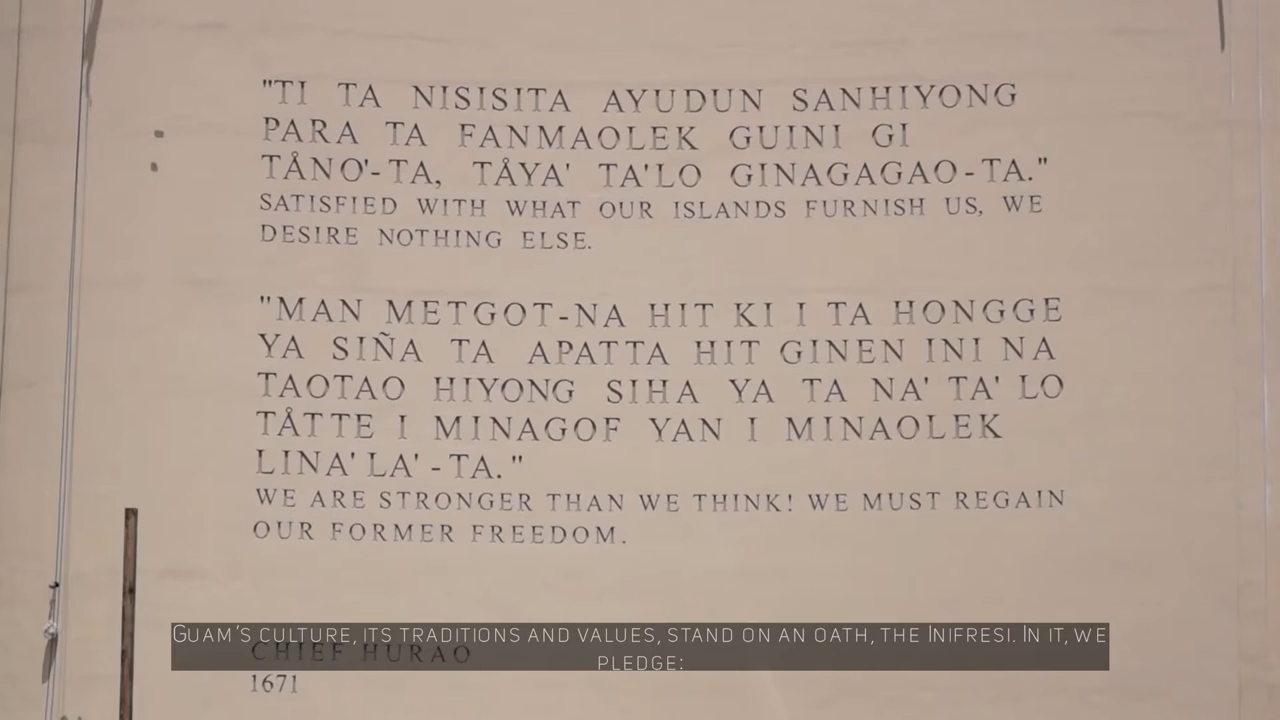 "TI TA NISISITA AYUDUN SANHIYONG
PARA TA FANMAOLEK GUINI GI
TÅNO'-TA, TÅYA' TA'LO GINAGAGAO-TA."
SATISFIED WITH WHAT OUR ISLANDS FURNISH US, WE
DESIRE NOTHING ELSE.
"MAN METGOT-NA HIT KI I TA HONGGE
YA SIÑA TA APATTA HIT GINEN INI NA
TAOTAO HIYONG SIHA YA TA NA' TA' LO
TÅTTE I MINAGOF YAN I MINAOLEK
LINA' LA' -TA."
WE ARE STRONGER THAN WE THINK! WE MUST REGAIN
OUR FORMER FREEDOM.
GUAM'S CULTURE, ITS TRADITIONS AND VALUES, STAND ON AN OATH, THE INIFRESI. IN IT, WE
PLEDGE:
CHIEF HURAO
1671